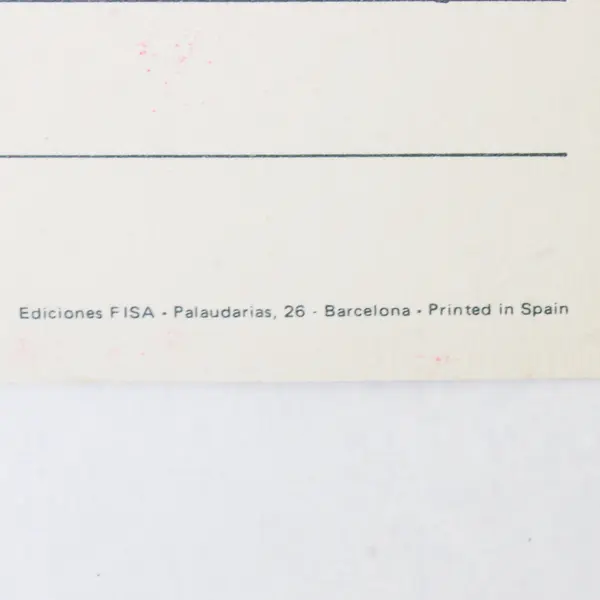 Ediciones FISA - Palaudarias, 26 - Barcelona - Printed in Spain